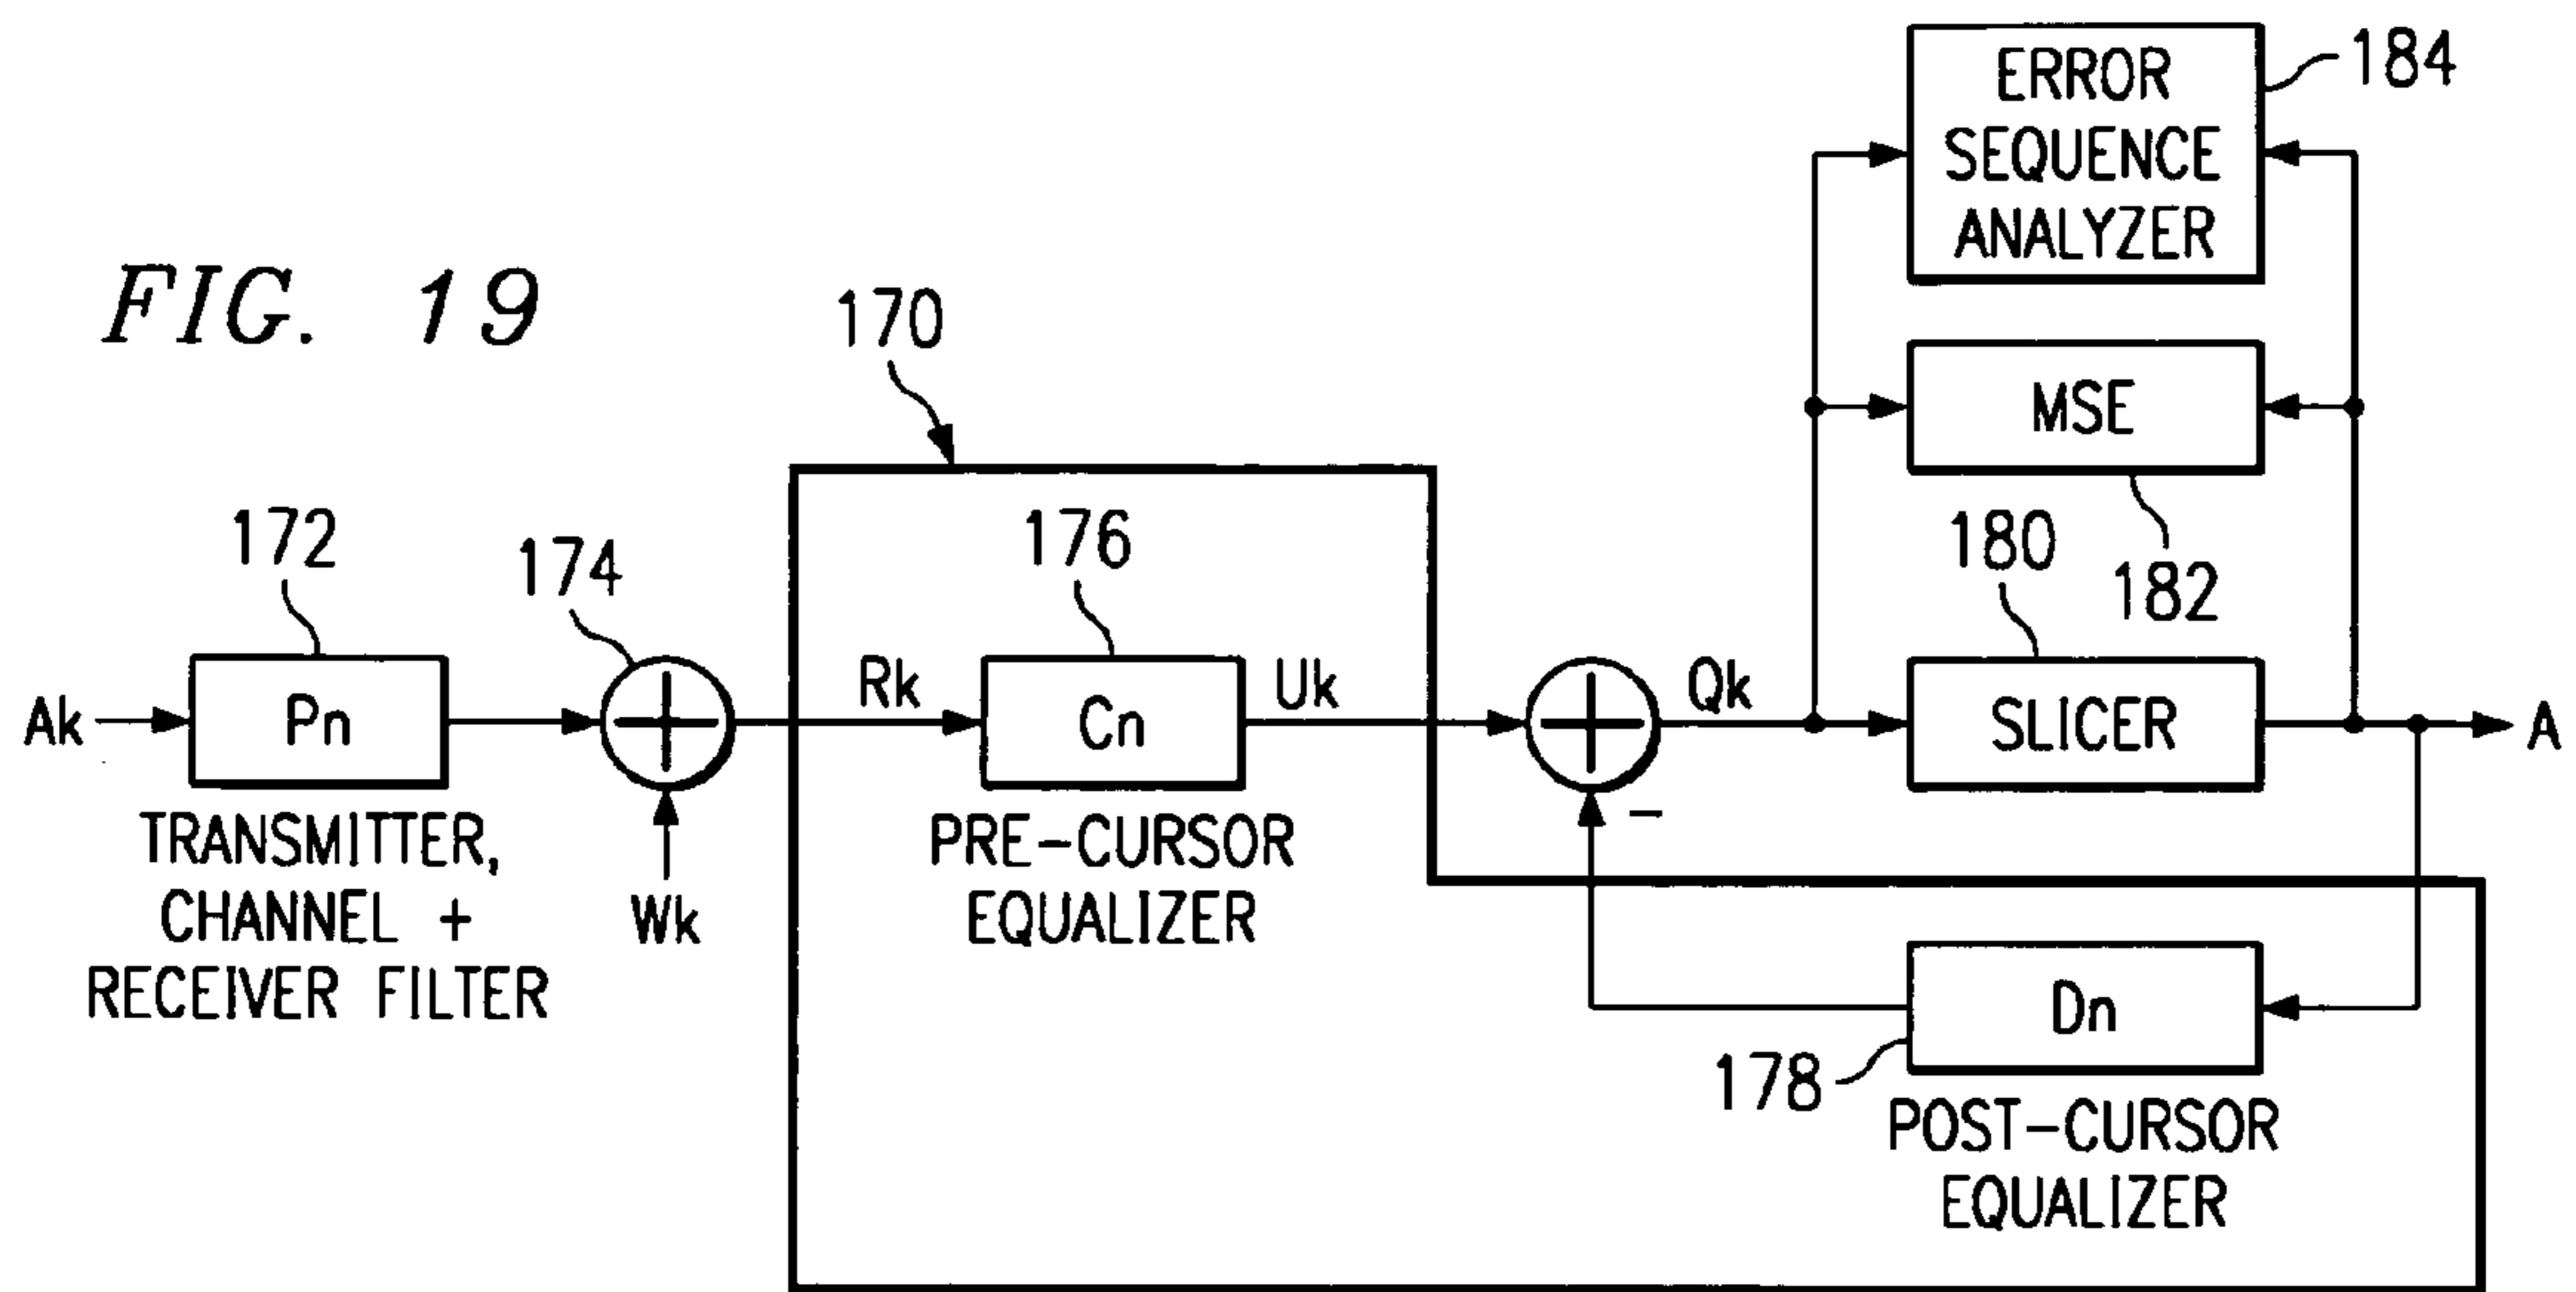 FIG. 19
ERROR
SEQUENCE
ANALYZER
184
MSE
182
170
172
174
176
180
Ak
Pn
Rk
Cn
Uk
Qk
SLICER
A
-
TRANSMITTER,
CHANNEL +
RECEIVER FILTER
Wk
PRE-CURSOR
EQUALIZER
Dn
178
POST-CURSOR
EQUALIZER